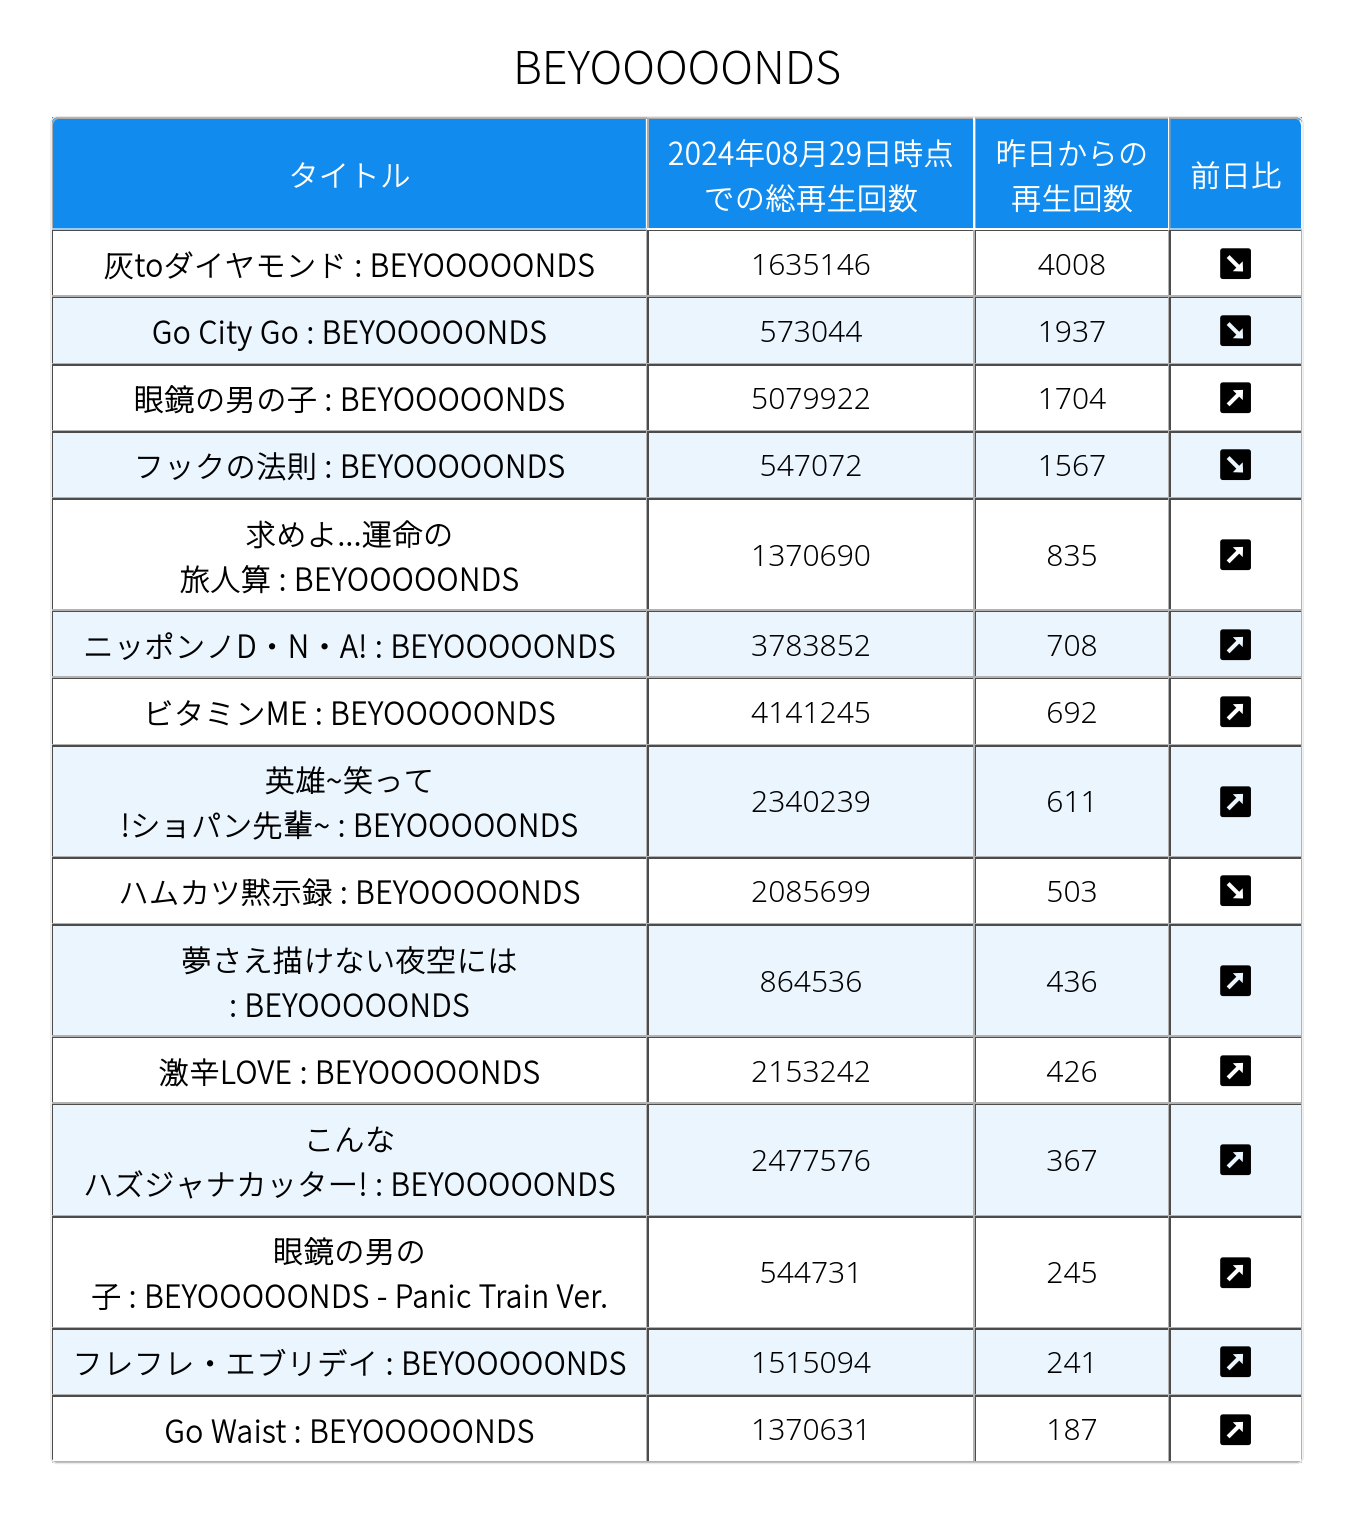 BEYOOOOONDS
タイトル
2024年08月29日時点
での総再生回数
昨日からの
再生回数
前日比
灰toダイヤモンド : BEYOOOOONDS 1635146 4008
Go City Go : BEYOOOOONDS 573044 1937
眼鏡の男の子 : BEYOOOOONDS 5079922 1704
フックの法則 : BEYOOOOONDS 547072 1567
求めよ...運命の
旅人算 : BEYOOOOONDS 1370690 835
ニッポンノD・N・A! : BEYOOOOONDS 3783852 708
ビタミンME : BEYOOOOONDS 4141245 692
英雄~笑って
!ショパン先輩~ : BEYOOOOONDS 2340239 611
ハムカツ黙示録 : BEYOOOOONDS 2085699 503
夢さえ描けない夜空には
: BEYOOOOONDS 864536 436
激辛LOVE : BEYOOOOONDS 2153242 426
こんな
ハズジャナカッター! : BEYOOOOONDS 2477576 367
眼鏡の男の
子 : BEYOOOOONDS - Panic Train Ver. 544731 245
フレフレ・エブリデイ : BEYOOOOONDS 1515094 241
Go Waist : BEYOOOOONDS 1370631 187